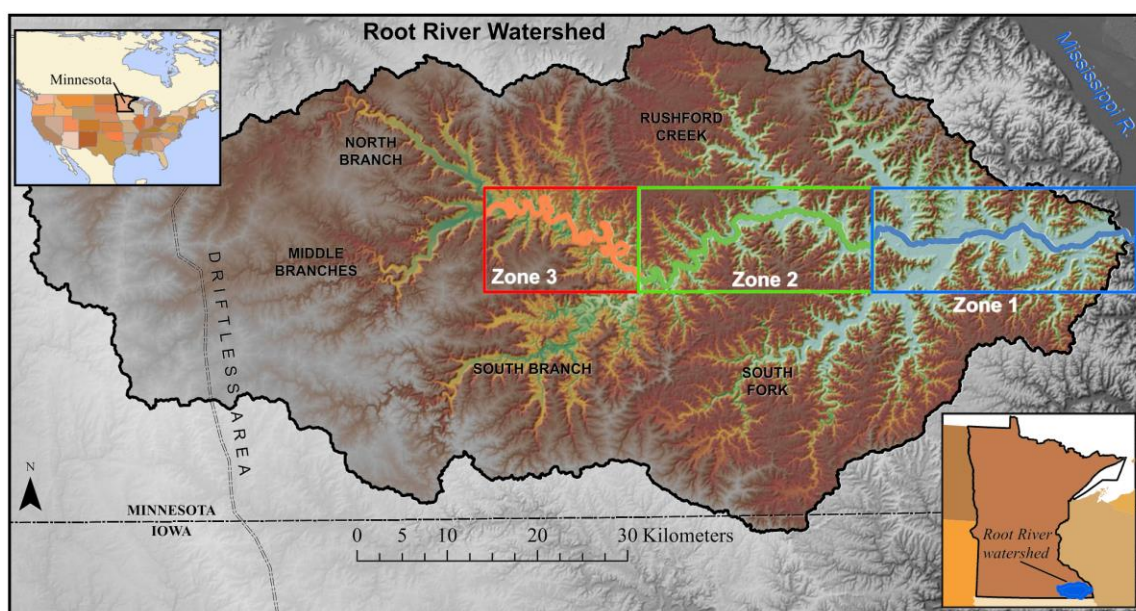 Root River Watershed
Minnesota
Mississippi R.
NORTH
BRANCH
RUSHFORD
CREEK
MIDDLE
BRANCHES
Zone 3
Zone 2
Zone 1
DRIFTLESS AREA
SOUTH BRANCH
SOUTH
FORK
N
MINNESOTA
IOWA
0 5 10 20 30 Kilometers
Root River
watershed